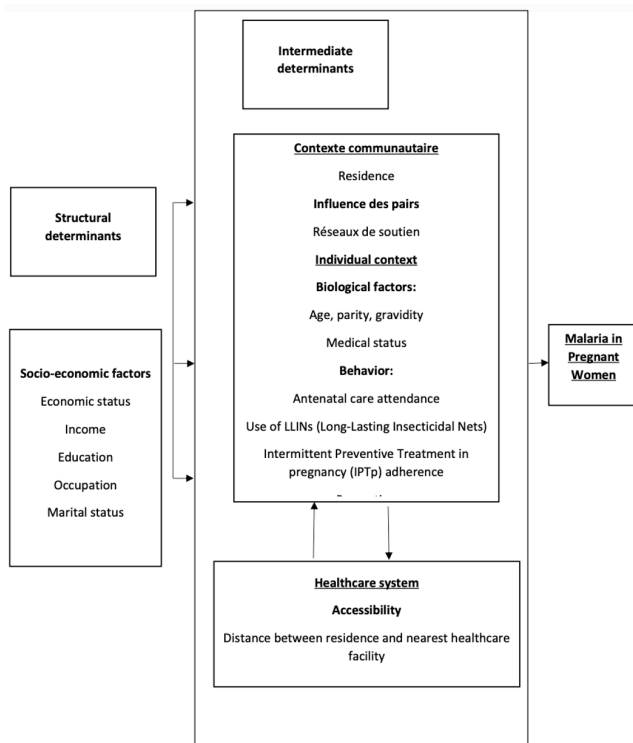 Intermediate
determinants
Structural
determinants
Socio-economic factors
Economic status
Income
Education
Occupation
Marital status
Contexte communautaire
Residence
Influence des pairs
Réseaux de soutien
Individual context
Biological factors:
Age, parity, gravidity
Medical status
Behavior:
Antenatal care attendance
Use of LLINs (Long-Lasting Insecticidal Nets)
Intermittent Preventive Treatment in
pregnancy (IPTp) adherence
Healthcare system
Accessibility
Distance between residence and nearest healthcare
facility
Malaria in
Pregnant
Women